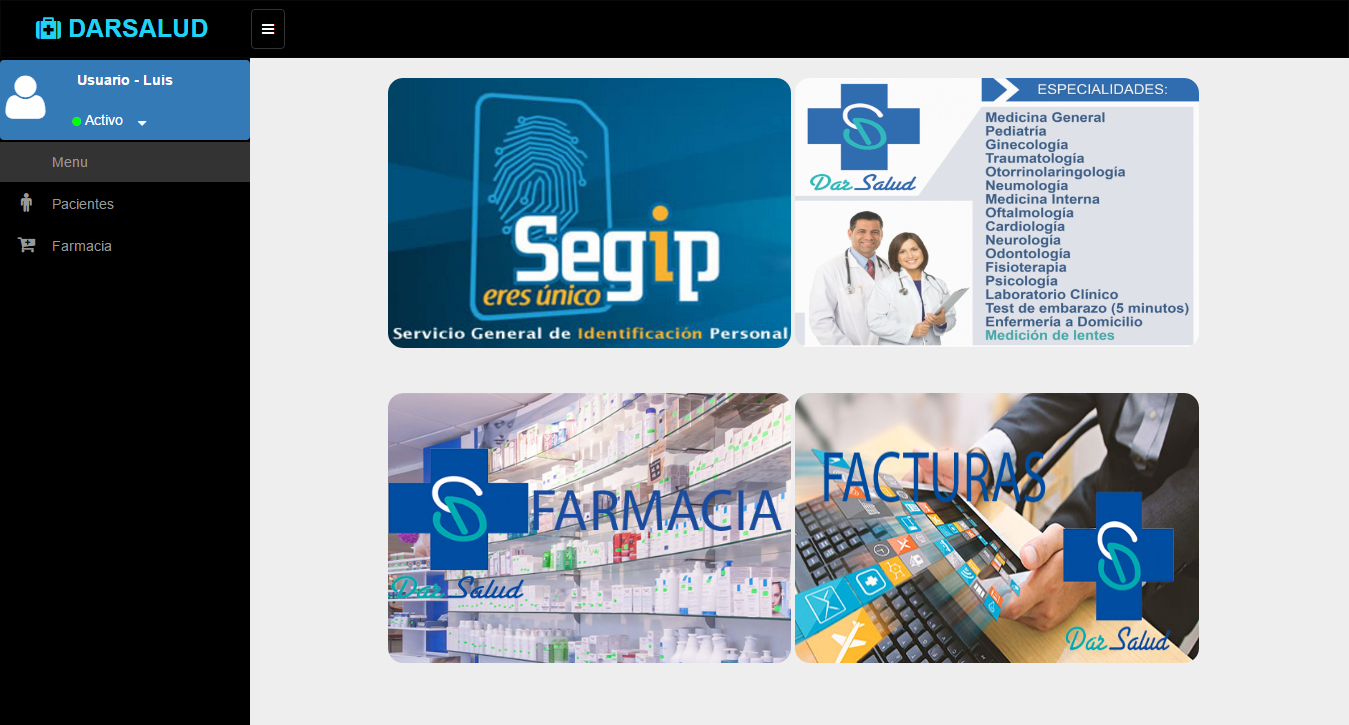 DARSALUD
Usuario - Luis
Activo
Menu
Pacientes
Farmacia
Segip
eres único
Servicio General de Identificación Personal
Dar Salud
ESPECIALIDADES:
Medicina General
Pediatría
Ginecología
Traumatología
Otorrinolaringología
Neumología
Medicina Interna
Oftalmología
Cardiología
Neurología
Odontología
Fisioterapia
Psicología
Laboratorio Clínico
Test de embarazo (5 minutos)
Enfermería a Domicilio
Medición de lentes
FARMACIA
Dar Salud
FACTURAS
Dar Salud